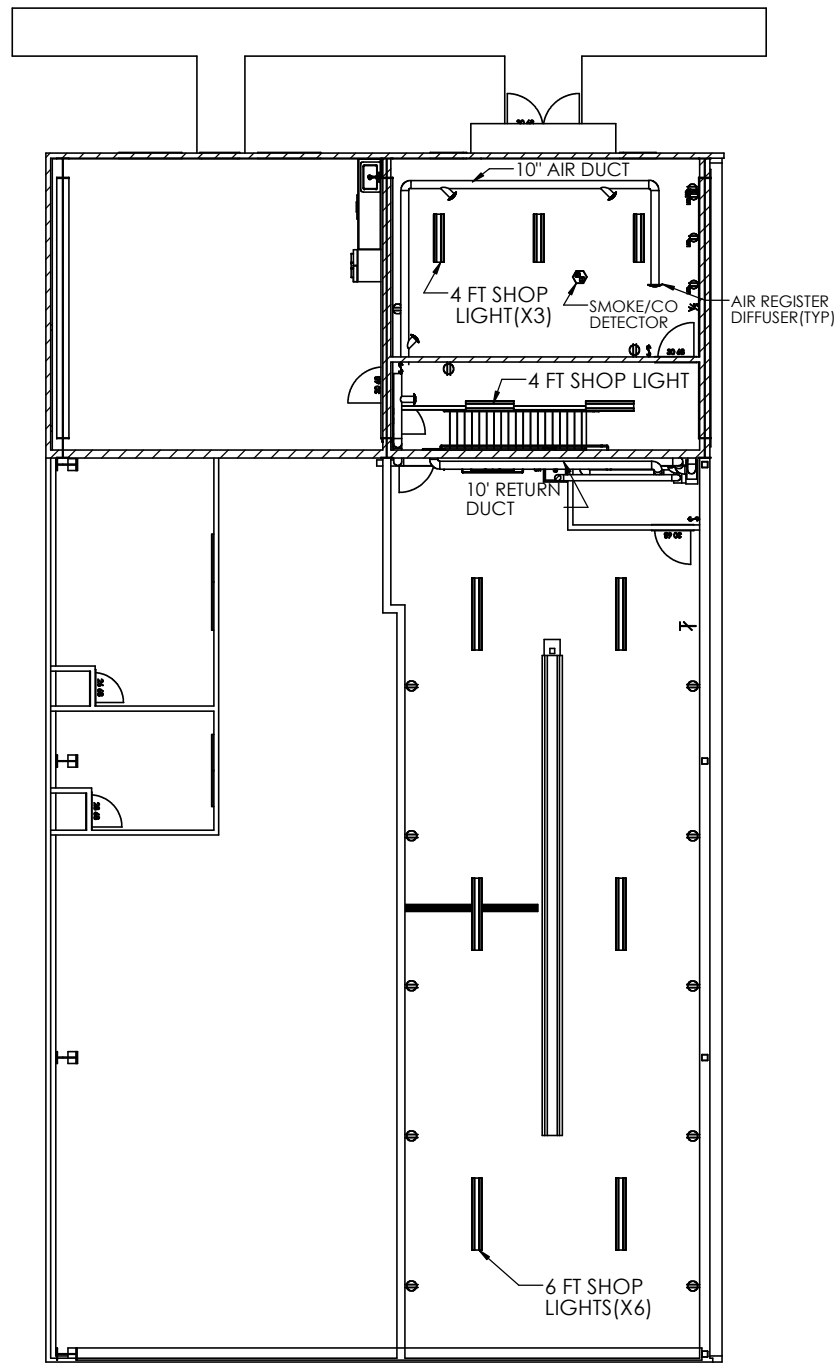 10" AIR DUCT
4 FT SHOP
LIGHT(X3)
SMOKE/CO
DETECTOR
AIR REGISTER
DIFFUSER(TYP)
4 FT SHOP LIGHT
10' RETURN
DUCT
6 FT SHOP
LIGHTS(X6)